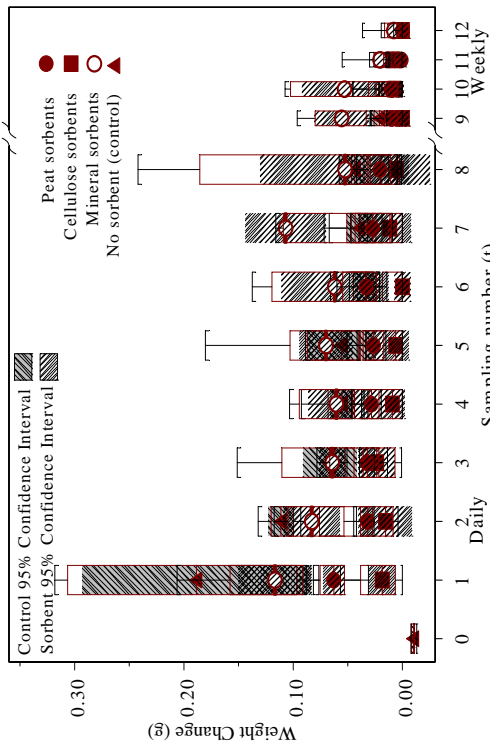 Control 95% Confidence Interval
Sorbent 95% Confidence Interval
Peat sorbents
Cellulose sorbents
Mineral sorbents
No sorbent (control)
Weight Change (g)
0.30
0.20
0.10
0.00
0 1 2 3 4 5 6 7 8 9 10 11 12
Daily Weekly
Sampling number (t)